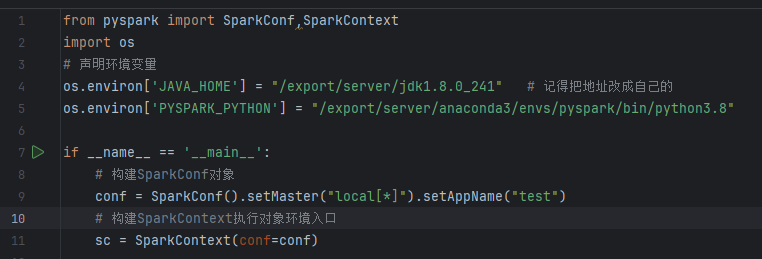 1 from pyspark import SparkConf,SparkContext
2 import os
3 # 声明环境变量
4 os.environ['JAVA_HOME'] = "/export/server/jdk1.8.0_241"   # 记得把地址改成自己的
5 os.environ['PYSPARK_PYTHON'] = "/export/server/anaconda3/envs/pyspark/bin/python3.8"
6
7 if __name__ == '__main__':
8     # 构建SparkConf对象
9     conf = SparkConf().setMaster("local[*]").setAppName("test")
10     # 构建SparkContext执行对象环境入口
11     sc = SparkContext(conf=conf)